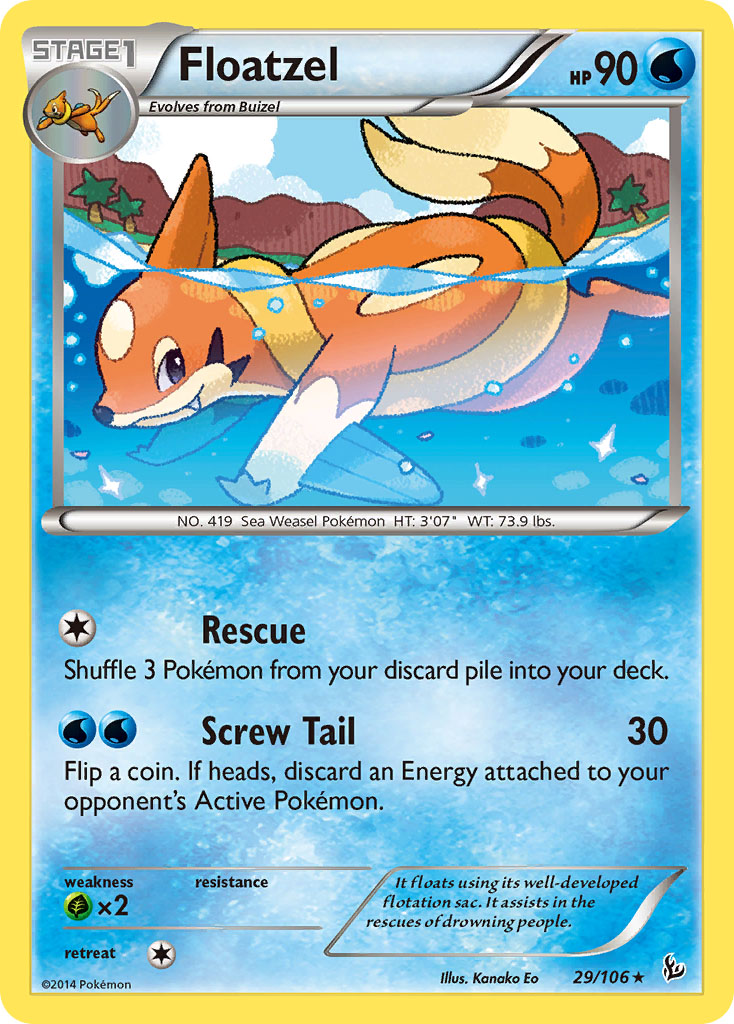 STAGE1
Floatzel
HP 90
Evolves from Buizel
NO. 419 Sea Weasel Pokémon HT: 3'07" WT: 73.9 lbs.
Rescue
Shuffle 3 Pokémon from your discard pile into your deck.
Screw Tail 30
Flip a coin. If heads, discard an Energy attached to your
opponent's Active Pokémon.
weakness
×2
resistance
retreat
It floats using its well-developed
flotation sac. It assists in the
rescues of drowning people.
©2014 Pokémon
Illus. Kanako Eo
29/106 ★